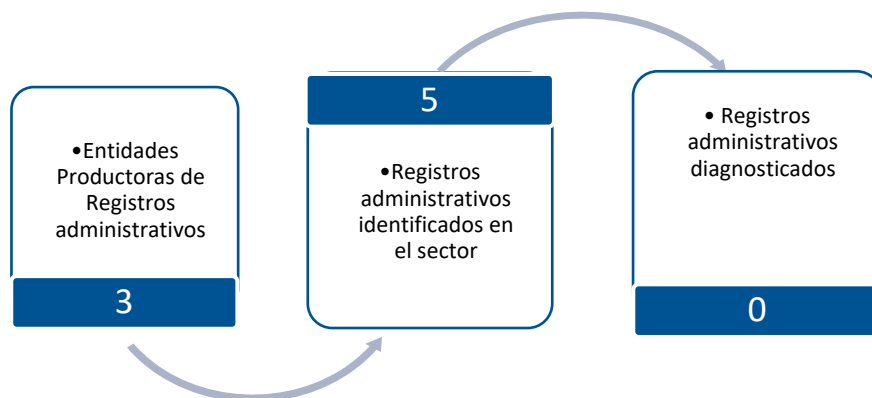 •Entidades
Productoras de
Registros
administrativos
3
5
•Registros
administrativos
identificados en
el sector
• Registros
administrativos
diagnosticados
0